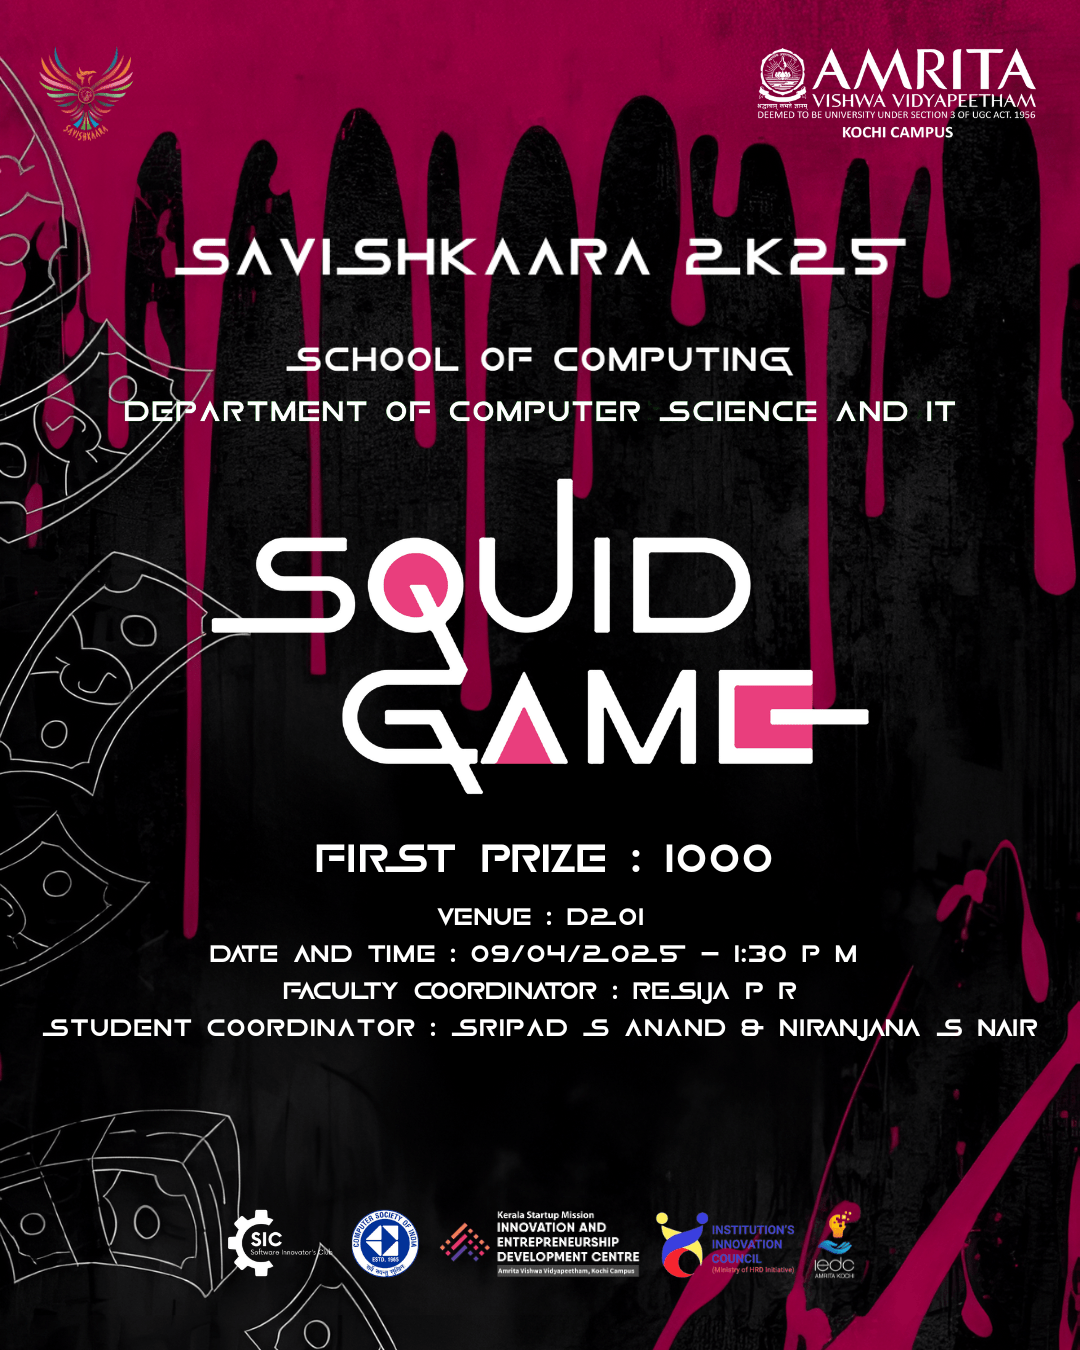 SAVISHKAARA
AMRITA
VISHWA VIDYAPEETHAM
DEEMED TO BE UNIVERSITY UNDER SECTION 3 OF UGC ACT. 1956
KOCHI CAMPUS
SAVISHKAARA 2K25
SCHOOL OF COMPUTING
DEPARTMENT OF COMPUTER SCIENCE AND IT
SQUID
GAME
FIRST PRIZE : 1000
VENUE : D201
DATE AND TIME : 09/04/2025 – 1:30 P M
FACULTY COORDINATOR : RESIJA P R
STUDENT COORDINATOR : SRIPAD S ANAND & NIRANJANA S NAIR
SIC
Software Innovator's Club
COMPUTER SOCIETY OF INDIA
ESTD. 1965
Kerala Startup Mission
INNOVATION AND
ENTREPRENEURSHIP
DEVELOPMENT CENTRE
Amrita Vishwa Vidyapeetham, Kochi Campus
INSTITUTION'S
INNOVATION
COUNCIL
(Ministry of HRD Initiative)
iedc
AMRITA KOCHI